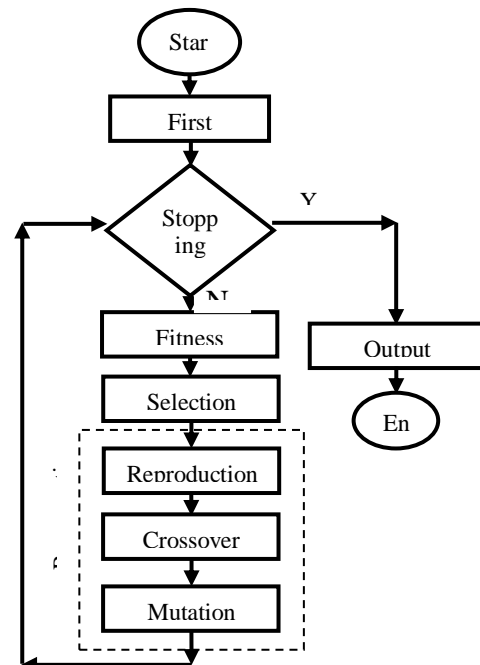 Star
First
Stopp
ing
Y
N
Fitness
Output
Selection
En
Reproduction
Crossover
Mutation